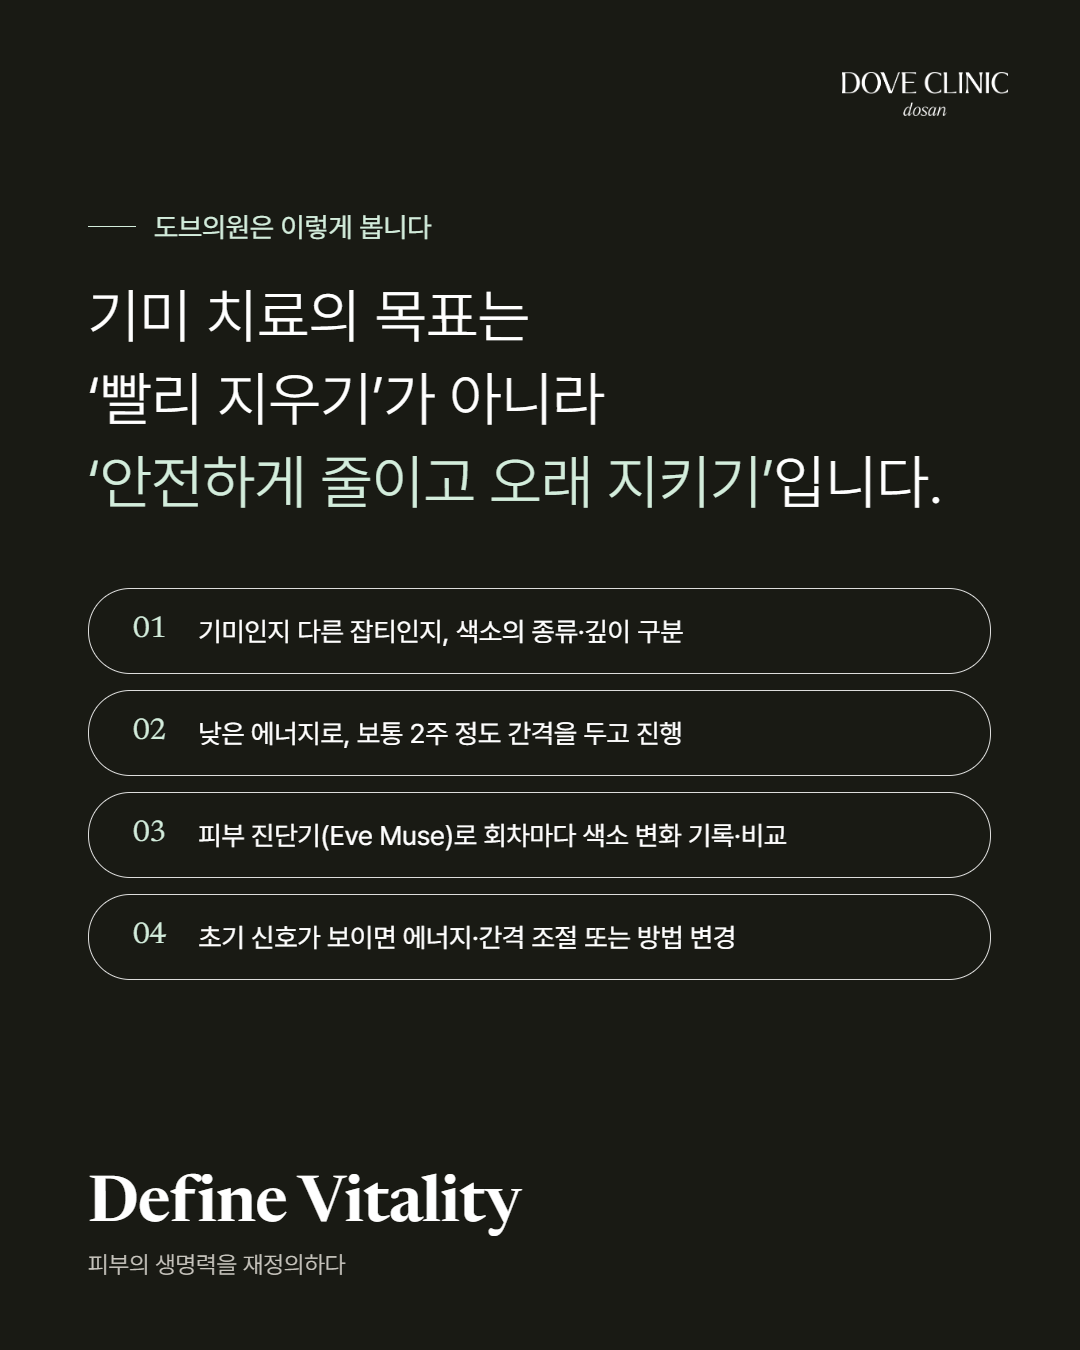 DOVE CLINIC
dosan
도브의원은 이렇게 봅니다
기미 치료의 목표는
‘빨리 지우기’가 아니라
‘안전하게 줄이고 오래 지키기’입니다.
01 기미인지 다른 잡티인지, 색소의 종류·깊이 구분
02 낮은 에너지로, 보통 2주 정도 간격을 두고 진행
03 피부 진단기(Eve Muse)로 회차마다 색소 변화 기록·비교
04 초기 신호가 보이면 에너지·간격 조절 또는 방법 변경
Define Vitality
피부의 생명력을 재정의하다